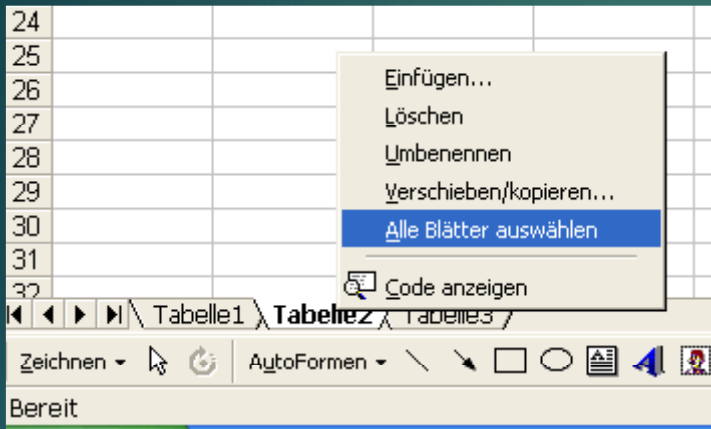 24
25
26
27
28
29
30
31
32
Einfügen...
Löschen
Umbenennen
Verschieben/kopieren...
Alle Blätter auswählen
Code anzeigen
Tabelle1 Tabelle2 Tabelle3
Zeichnen AutoFormen
Bereit